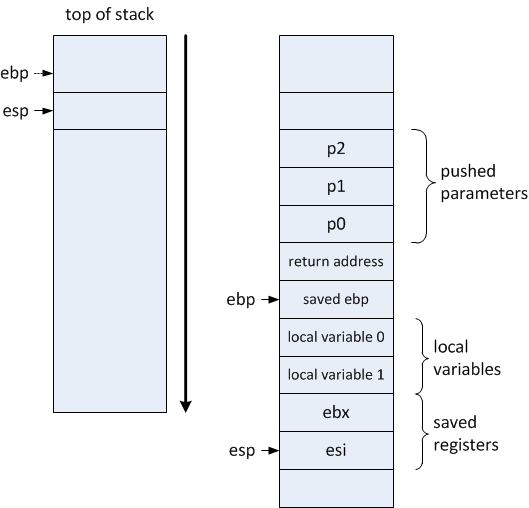 top of stack
ebp
esp
p2
p1
p0
pushed
parameters
return address
ebp
saved ebp
local variable 0
local variable 1
local
variables
ebx
esp
esi
saved
registers